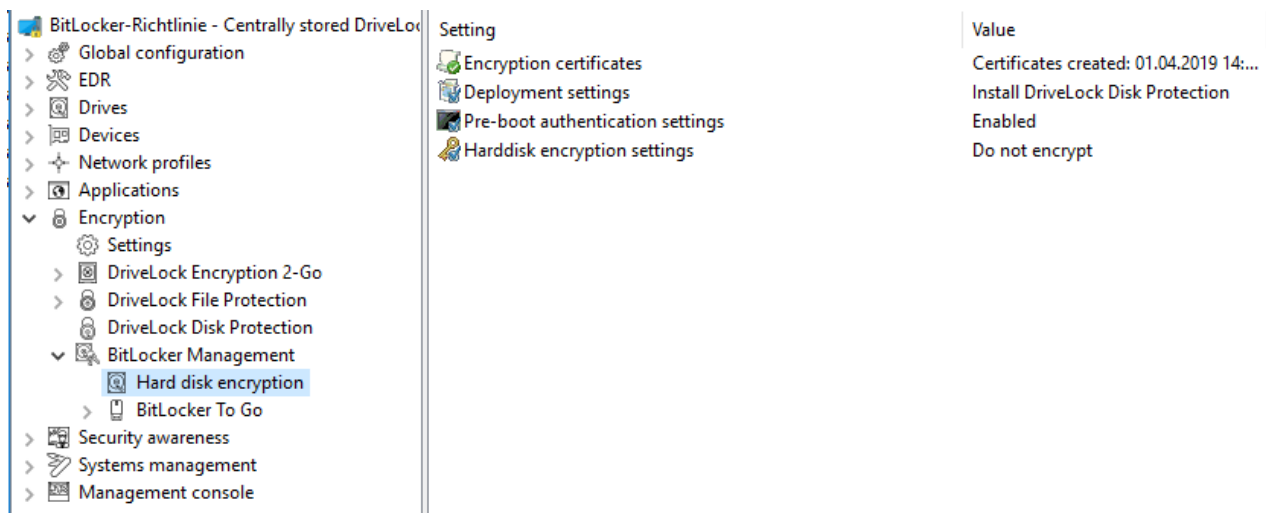 BitLocker-Richtlinie - Centrally stored DriveLo
Global configuration
EDR
Drives
Devices
Network profiles
Applications
Encryption
Settings
DriveLock Encryption 2-Go
DriveLock File Protection
DriveLock Disk Protection
BitLocker Management
Hard disk encryption
BitLocker To Go
Security awareness
Systems management
Management console
Setting Value
Encryption certificates Certificates created: 01.04.2019 14:...
Deployment settings Install DriveLock Disk Protection
Pre-boot authentication settings Enabled
Harddisk encryption settings Do not encrypt